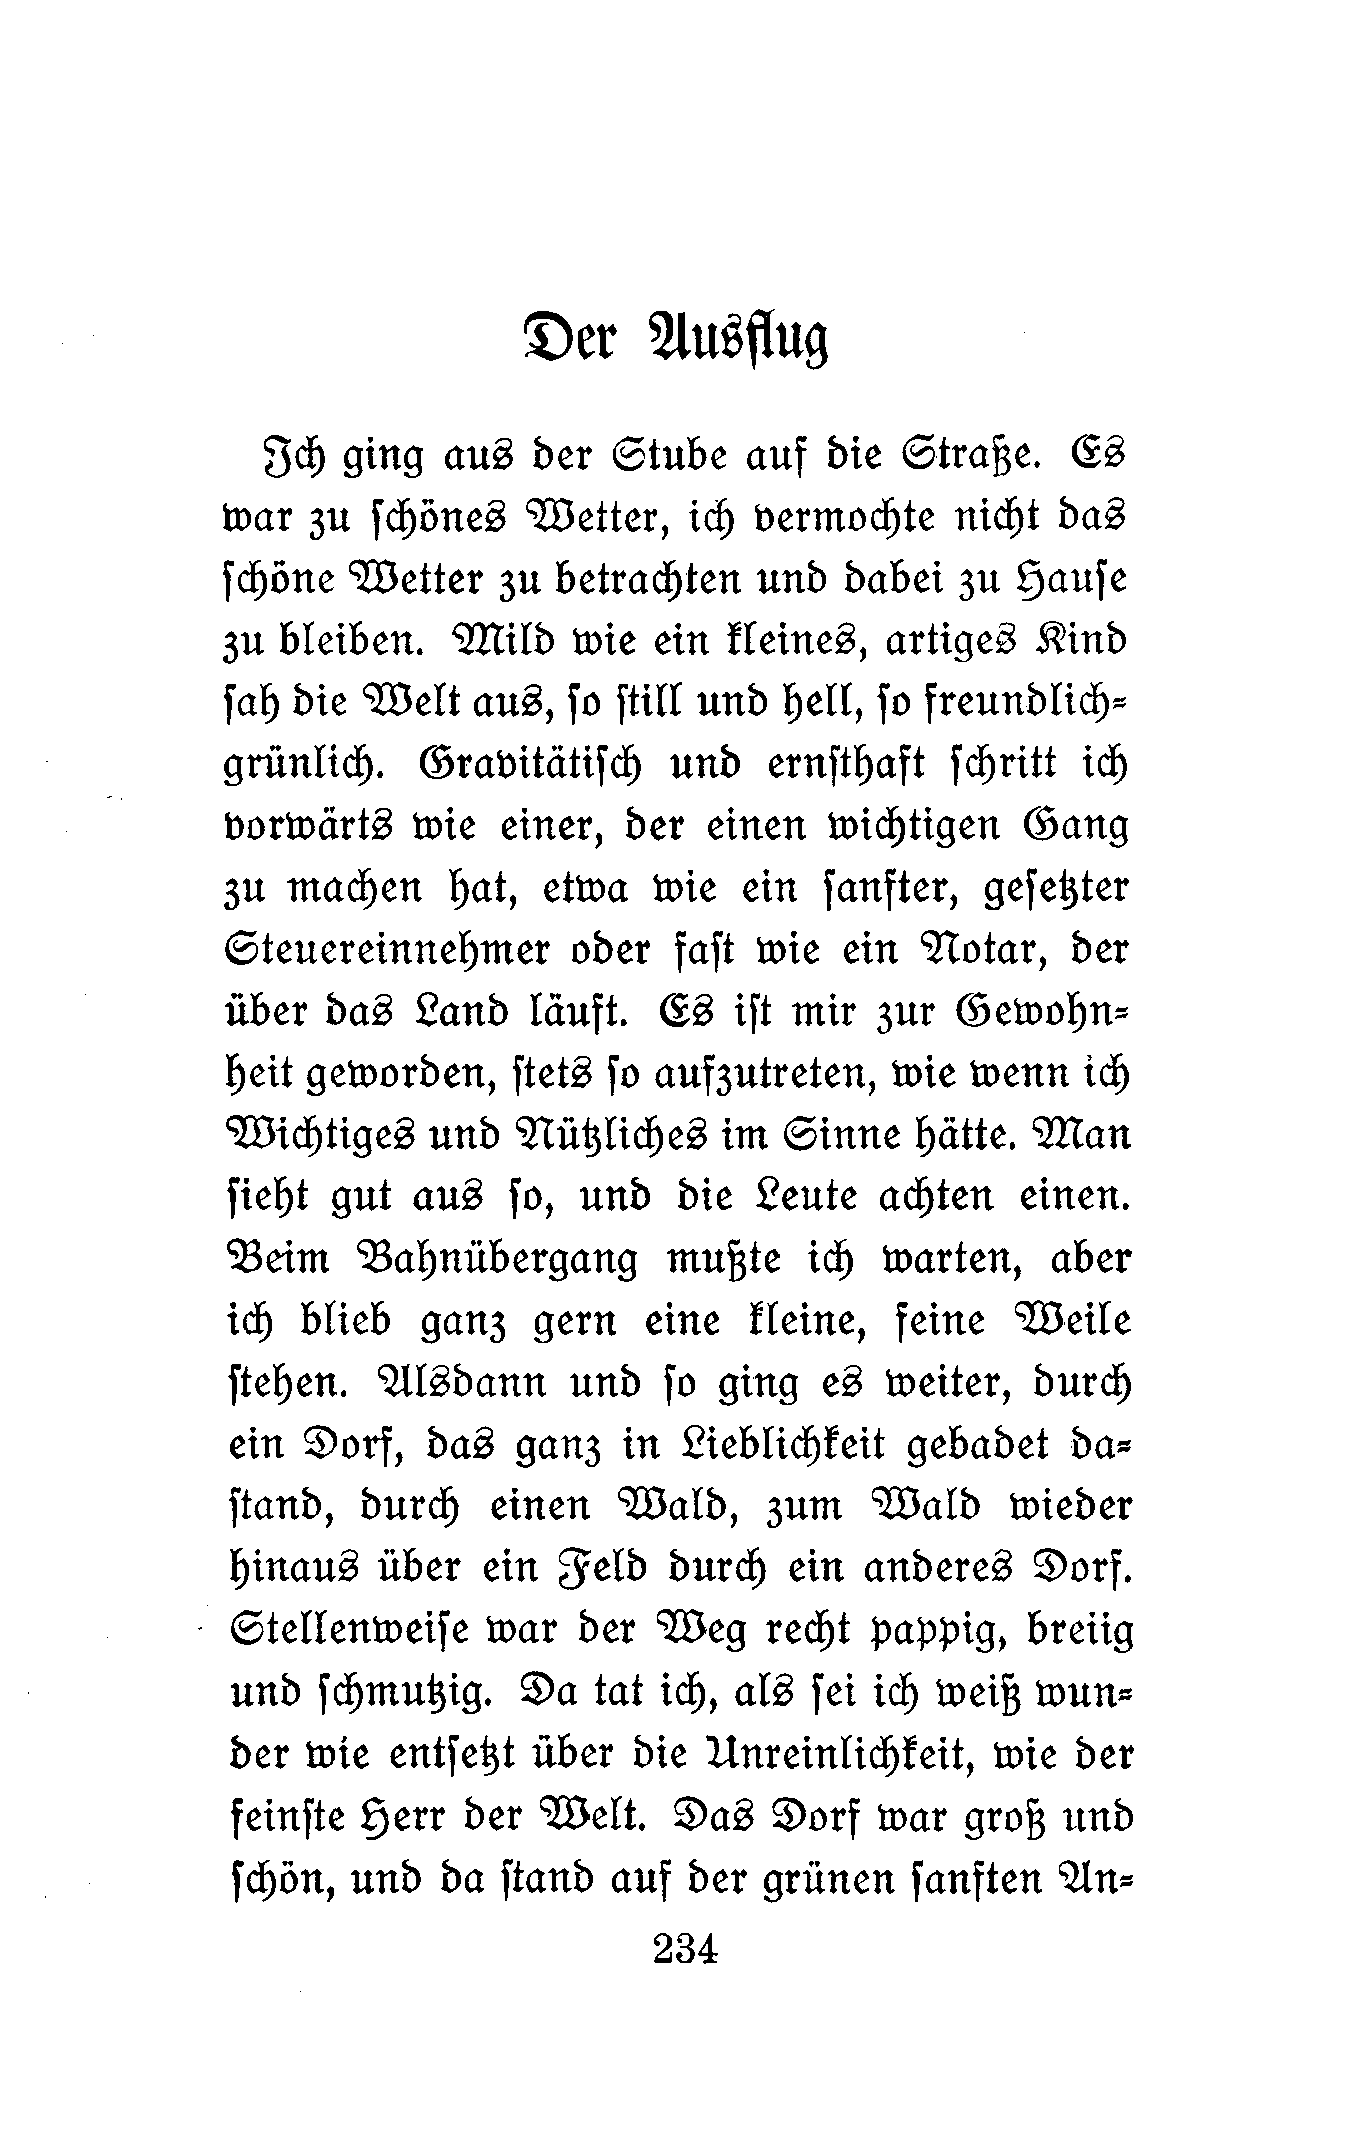 Der Ausflug
Ich ging aus der Stube auf die Straße. Es
war zu schönes Wetter, ich vermochte nicht das
schöne Wetter zu betrachten und dabei zu Hause
zu bleiben. Mild wie ein kleines, artiges Kind
sah die Welt aus, so still und hell, so freundlich-
grünlich. Gravitätisch und ernsthaft schritt ich
vorwärts wie einer, der einen wichtigen Gang
zu machen hat, etwa wie ein sanfter, gesetzter
Steuereinnehmer oder fast wie ein Notar, der
über das Land läuft. Es ist mir zur Gewohn-
heit geworden, stets so aufzutreten, wie wenn ich
Wichtiges und Nützliches im Sinne hätte. Man
sieht gut aus so, und die Leute achten einen.
Beim Bahnübergang mußte ich warten, aber
ich blieb ganz gern eine kleine, feine Weile
stehen. Alsdann und so ging es weiter, durch
ein Dorf, das ganz in Lieblichkeit gebadet da-
stand, durch einen Wald, zum Wald wieder
hinaus über ein Feld durch ein anderes Dorf.
Stellenweise war der Weg recht pappig, breiig
und schmutzig. Da tat ich, als sei ich weiß wun-
der wie entsetzt über die Unreinlichkeit, wie der
feinste Herr der Welt. Das Dorf war groß und
schön, und da stand auf der grünen sanften An-
234